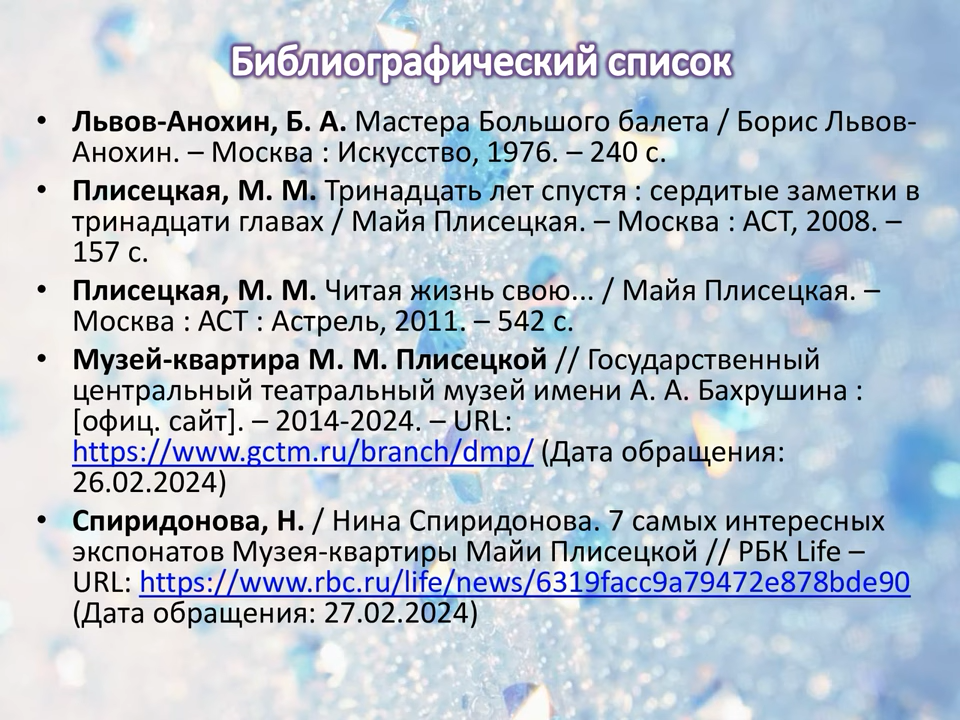 Библиографический список
• Львов-Анохин, Б. А. Мастера Большого балета / Борис Львов-
Анохин. – Москва : Искусство, 1976. – 240 с.
• Плисецкая, М. М. Тринадцать лет спустя : сердитые заметки в
тринадцати главах / Майя Плисецкая. – Москва : АСТ, 2008. –
157 с.
• Плисецкая, М. М. Читая жизнь свою... / Майя Плисецкая. –
Москва : АСТ : Астрель, 2011. – 542 с.
• Музей-квартира М. М. Плисецкой // Государственный
центральный театральный музей имени А. А. Бахрушина :
[офиц. сайт]. – 2014-2024. – URL:
https://www.gctm.ru/branch/dmp/ (Дата обращения:
26.02.2024)
• Спиридонова, Н. / Нина Спиридонова. 7 самых интересных
экспонатов Музея-квартиры Майи Плисецкой // РБК Life –
URL: https://www.rbc.ru/life/news/6319facc9a79472e878bde90
(Дата обращения: 27.02.2024)